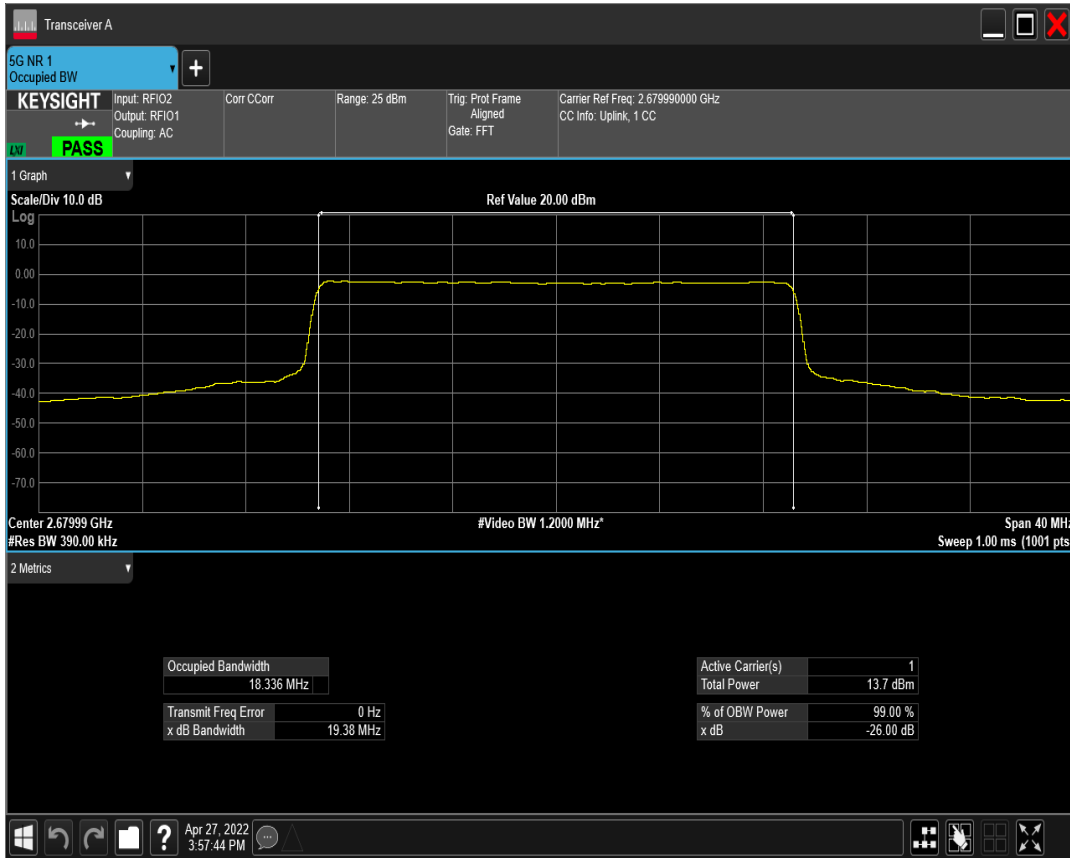 Transceiver A
5G NR 1
Occupied BW
+
KEYSIGHT
LXI
PASS
Input: RFIO2
Output: RFIO1
Coupling: AC
Corr CCorr
Range: 25 dBm
Trig: Prot Frame
Aligned
Gate: FFT
Carrier Ref Freq: 2.679990000 GHz
CC Info: Uplink, 1 CC
1 Graph
Scale/Div 10.0 dB
Ref Value 20.00 dBm
Log
10.0
0.00
-10.0
-20.0
-30.0
-40.0
-50.0
-60.0
-70.0
Center 2.67999 GHz
#Video BW 1.2000 MHz*
Span 40 MHz
#Res BW 390.00 kHz
Sweep 1.00 ms (1001 pts
2 Metrics
Occupied Bandwidth
18.336 MHz
Transmit Freq Error 0 Hz
x dB Bandwidth 19.38 MHz
Active Carrier(s) 1
Total Power 13.7 dBm
% of OBW Power 99.00 %
x dB -26.00 dB
?
Apr 27, 2022
3:57:44 PM